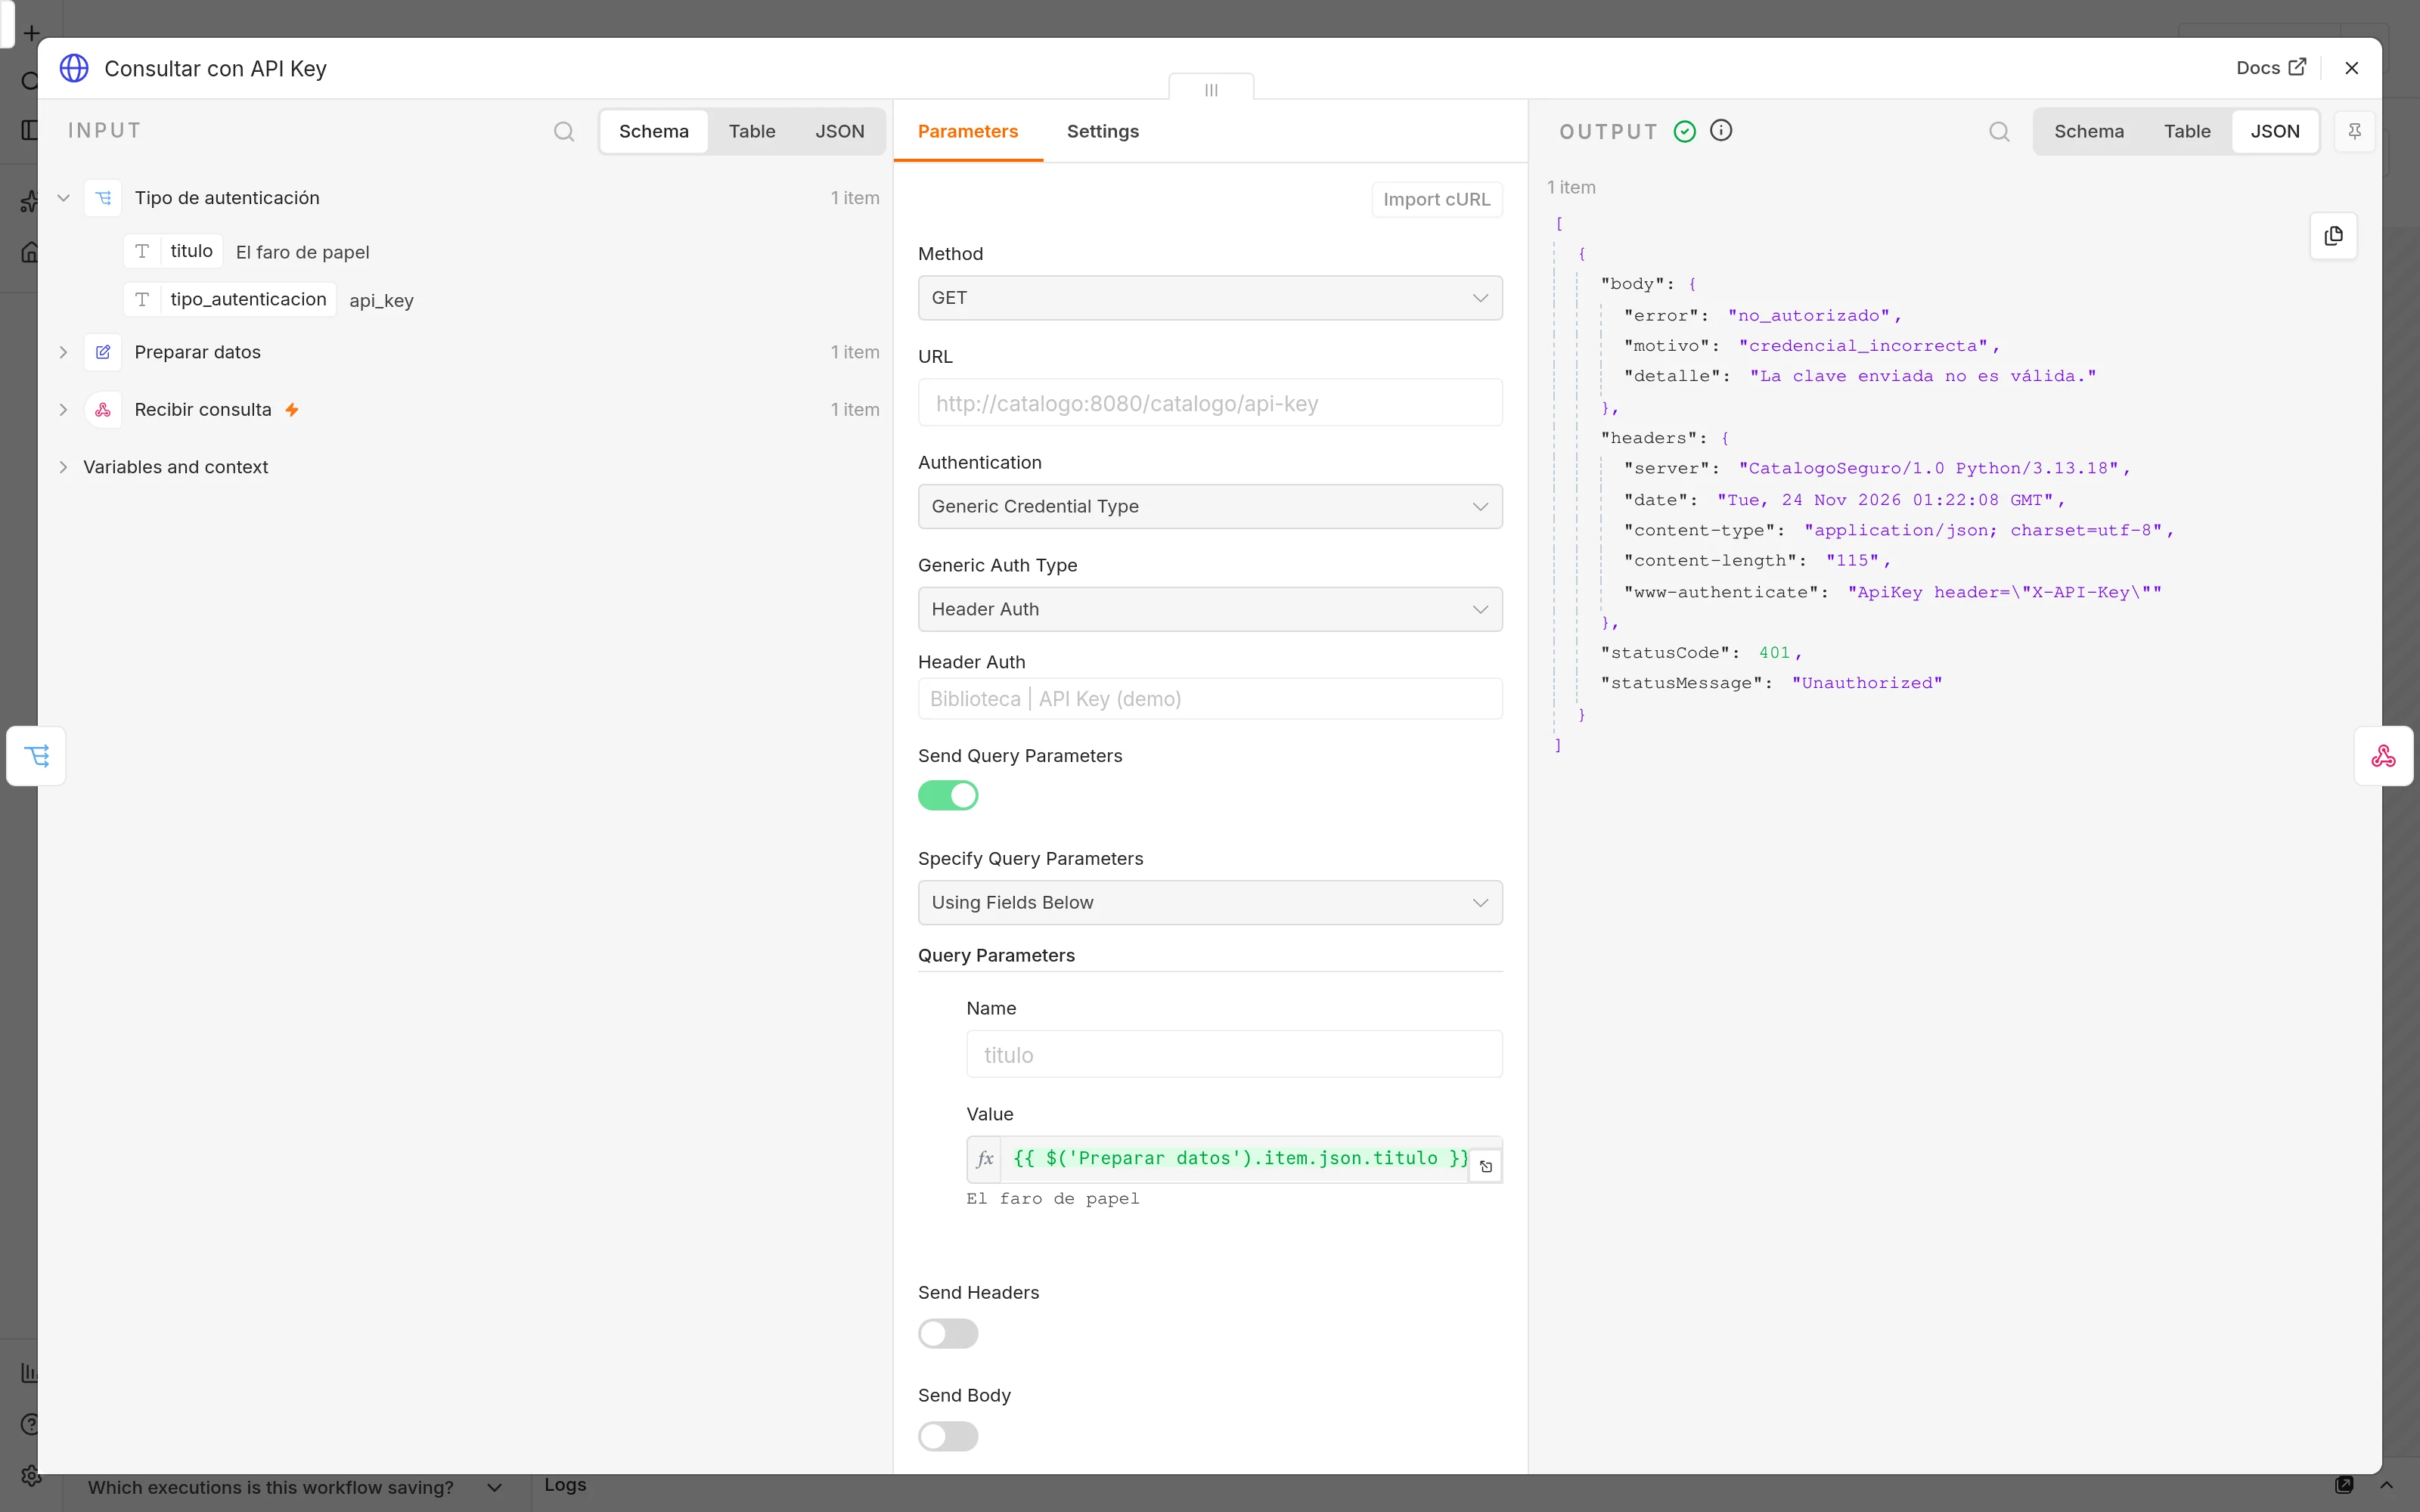 Consultar con API Key
Docs
INPUT
Schema
Table
JSON
Tipo de autenticación
1 item
T titulo El faro de papel
T tipo_autenticacion api_key
Preparar datos
1 item
Recibir consulta
1 item
Variables and context
Parameters
Settings
Import cURL
Method
GET
URL
http://catalogo:8080/catalogo/api-key
Authentication
Generic Credential Type
Generic Auth Type
Header Auth
Header Auth
Biblioteca | API Key (demo)
Send Query Parameters
Specify Query Parameters
Using Fields Below
Query Parameters
Name
titulo
Value
fx {{ $('Preparar datos').item.json.titulo }}
El faro de papel
Send Headers
Send Body
OUTPUT
Schema
Table
JSON
1 item
[
{
"body": {
"error": "no_autorizado",
"motivo": "credencial_incorrecta",
"detalle": "La clave enviada no es válida."
},
"headers": {
"server": "CatalogoSeguro/1.0 Python/3.13.18",
"date": "Tue, 24 Nov 2026 01:22:08 GMT",
"content-type": "application/json; charset=utf-8",
"content-length": "115",
"www-authenticate": "ApiKey header=\"X-API-Key\""
},
"statusCode": 401,
"statusMessage": "Unauthorized"
}
]
Which executions is this workflow saving?
Logs